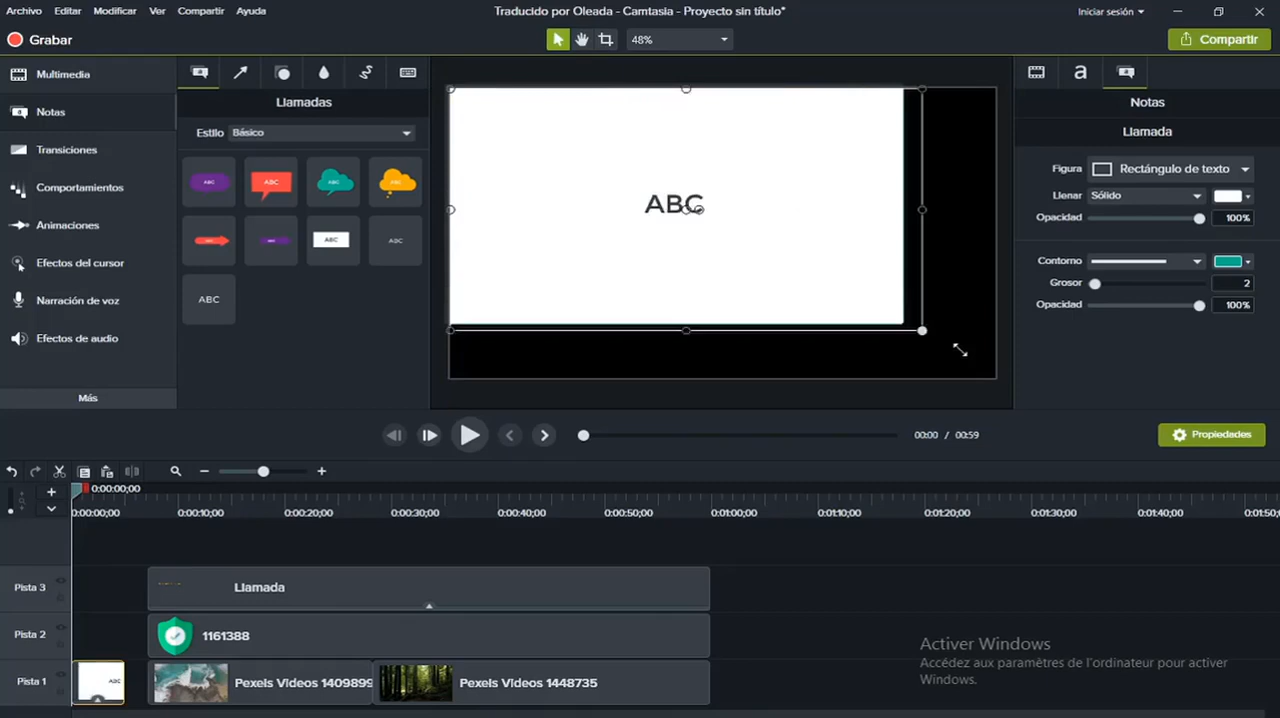 Archivo Editar Modificar Ver Compartir Ayuda
Traducido por Oleada - Camtasia - Proyecto sin título*
Iniciar sesión
Grabar
48%
Compartir
Multimedia
Notas
Transiciones
Comportamientos
Animaciones
Efectos del cursor
Narración de voz
Efectos de audio
Más
Llamadas
Estilo Básico
ABC ABC ABC ABC
ABC ABC
ABC
ABC
a
Notas
Llamada
Figura Rectángulo de texto
Llenar Sólido
Opacidad 100%
Contorno
Grosor 2
Opacidad 100%
00:00 / 00:59
Propiedades
0:00:00;00
0:00:00;00 0:00:10;00 0:00:20;00 0:00:30;00 0:00:40;00 0:00:50;00 0:01:00;00 0:01:10;00 0:01:20;00 0:01:30;00 0:01:40;00 0:01:50;
Pista 3 Llamada
Pista 2 1161388
Pista 1 ABC Pexels Videos 1409899 Pexels Videos 1448735
Activer Windows
Accédez aux paramètres de l'ordinateur pour activer
Windows.